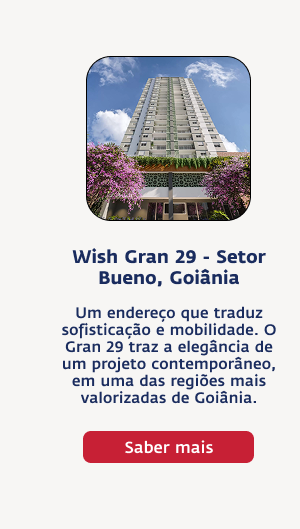 Wish Gran 29 - Setor
Bueno, Goiânia
Um endereço que traduz
sofisticação e mobilidade. O
Gran 29 traz a elegância de
um projeto contemporâneo,
em uma das regiões mais
valorizadas de Goiânia.
Saber mais